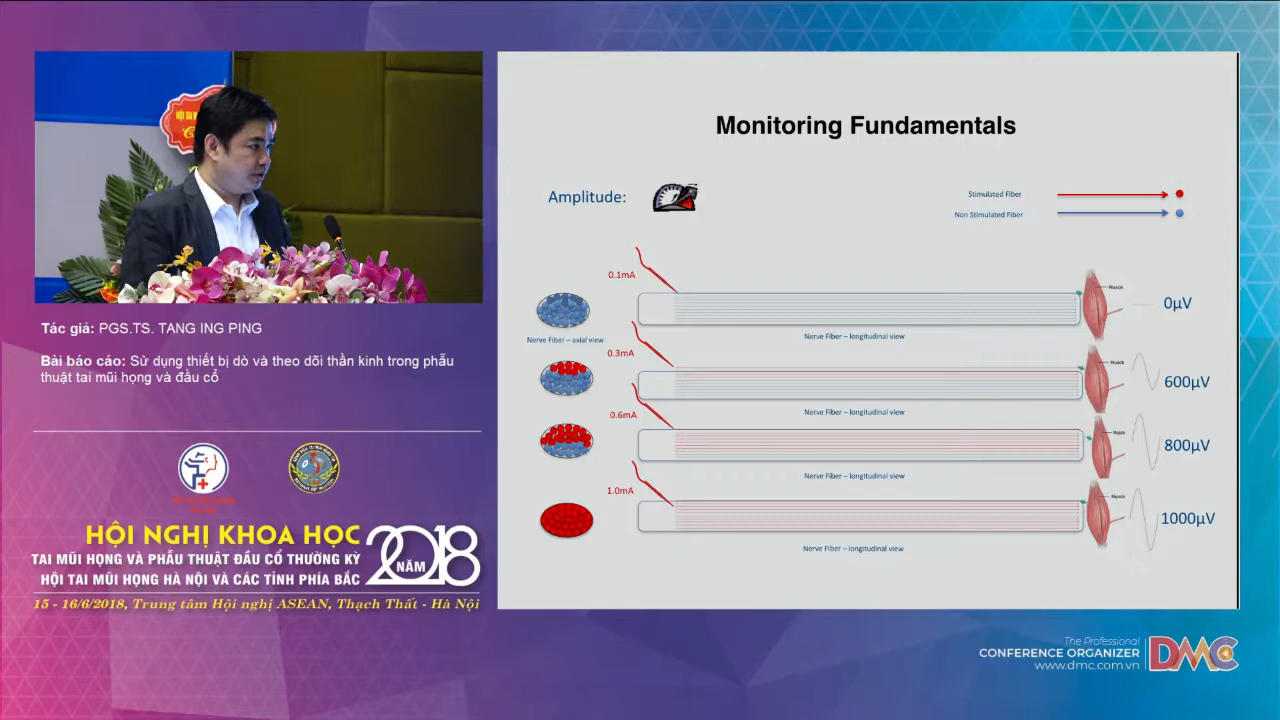 Tác giả: PGS.TS. TANG ING PING
Bài báo cáo: Sử dụng thiết bị dò và theo dõi thần kinh trong phẫu
thuật tai mũi họng và đầu cổ
HỘI NGHỊ KHOA HỌC
TAI MŨI HỌNG VÀ PHẪU THUẬT ĐẦU CỔ THƯỜNG KỲ
HỘI TAI MŨI HỌNG HÀ NỘI VÀ CÁC TỈNH PHÍA BẮC
NĂM 2018
15 - 16/6/2018, Trung tâm Hội nghị ASEAN, Thạch Thất - Hà Nội
Monitoring Fundamentals
Amplitude:
Stimulated Fiber
Non Stimulated Fiber
0.1mA
Muscle
0µV
Nerve Fiber – axial view
Nerve Fiber – longitudinal view
0.3mA
Muscle
600µV
Nerve Fiber – longitudinal view
0.6mA
Muscle
800µV
Nerve Fiber – longitudinal view
1.0mA
Muscle
1000µV
Nerve Fiber – longitudinal view
The Professional
CONFERENCE ORGANIZER
www.dmc.com.vn
DMC